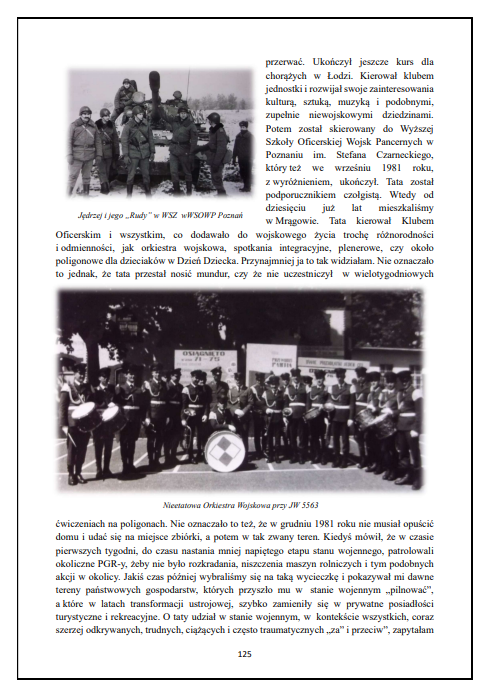 przerwać. Ukończył jeszcze kurs dla
chorążych w Łodzi. Kierował klubem
jednostki i rozwijał swoje zainteresowania
kulturą, sztuką, muzyką i podobnymi,
zupełnie niewojskowymi dziedzinami.
Potem został skierowany do Wyższej
Szkoły Oficerskiej Wojsk Pancernych w
Poznaniu im. Stefana Czarneckiego,
który też we wrześniu 1981 roku,
z wyróżnieniem, ukończył. Tata został
podporucznikiem czołgistą. Wtedy od
dziesięciu już lat mieszkaliśmy
w Mrągowie. Tata kierował Klubem
Jędrzej i jego „Rudy” w WSZ wWSOWP Poznań
Oficerskim i wszystkim, co dodawało do wojskowego życia trochę różnorodności
i odmienności, jak orkiestra wojskowa, spotkania integracyjne, plenerowe, czy około
poligonowe dla dzieciaków w Dzień Dziecka. Przynajmniej ja to tak widziałam. Nie oznaczało
to jednak, że tata przestał nosić mundur, czy że nie uczestniczył w wielotygodniowych
OSIĄGNIĘTO
Nieetatowa Orkiestra Wojskowa przy JW 5563
ćwiczeniach na poligonach. Nie oznaczało to też, że w grudniu 1981 roku nie musiał opuścić
domu i udać się na miejsce zbiórki, a potem w tak zwany teren. Kiedyś mówił, że w czasie
pierwszych tygodni, do czasu nastania mniej napiętego etapu stanu wojennego, patrolowali
okoliczne PGR-y, żeby nie było rozkradania, niszczenia maszyn rolniczych i tym podobnych
akcji w okolicy. Jakiś czas później wybraliśmy się na taką wycieczkę i pokazywał mi dawne
tereny państwowych gospodarstw, których przyszło mu w stanie wojennym „pilnować”,
a które w latach transformacji ustrojowej, szybko zamieniły się w prywatne posiadłości
turystyczne i rekreacyjne. O taty udział w stanie wojennym, w kontekście wszystkich, coraz
szerzej odkrywanych, trudnych, ciążących i często traumatycznych „za” i przeciw”, zapytałam
125